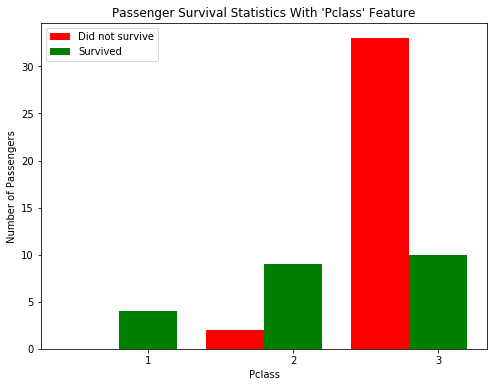 Passenger Survival Statistics With 'Pclass' Feature
Did not survive
Survived
Number of Passengers
30
25
20
15
10
5
0
1 2 3
Pclass